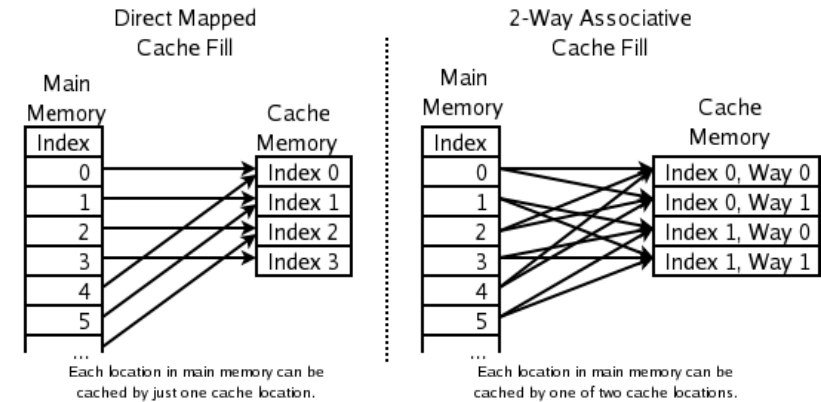 Direct Mapped
Cache Fill
Main
Memory
Index
0
1
2
3
4
5
...
Cache
Memory
Index 0
Index 1
Index 2
Index 3
Each location in main memory can be
cached by just one cache location.
2-Way Associative
Cache Fill
Main
Memory
Index
0
1
2
3
4
5
...
Cache
Memory
Index 0, Way 0
Index 0, Way 1
Index 1, Way 0
Index 1, Way 1
Each location in main memory can be
cached by one of two cache locations.